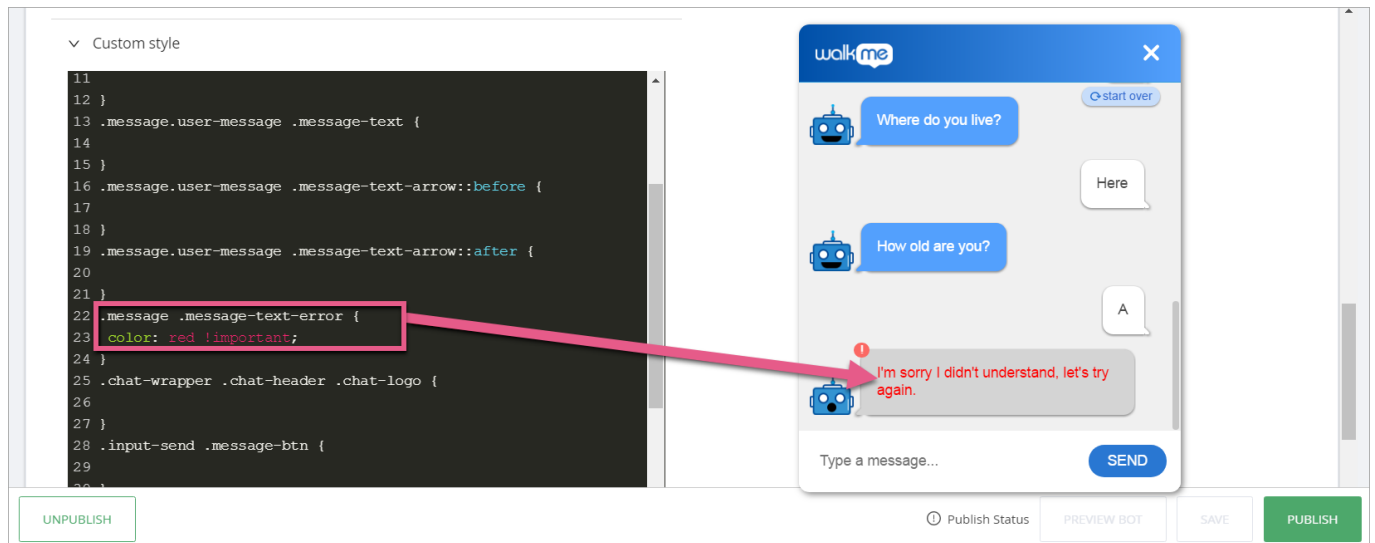 Custom style
11
12 }
13 .message.user-message .message-text {
14
15 }
16 .message.user-message .message-text-arrow::before {
17
18 }
19 .message.user-message .message-text-arrow::after {
20
21 }
22 .message .message-text-error {
23 color: red !important;
24 }
25 .chat-wrapper .chat-header .chat-logo {
26
27 }
28 .input-send .message-btn {
29
30 }
walkme
start over
Where do you live?
Here
How old are you?
A
I'm sorry I didn't understand, let's try
again.
Type a message...
SEND
UNPUBLISH
Publish Status
PREVIEW BOT
SAVE
PUBLISH